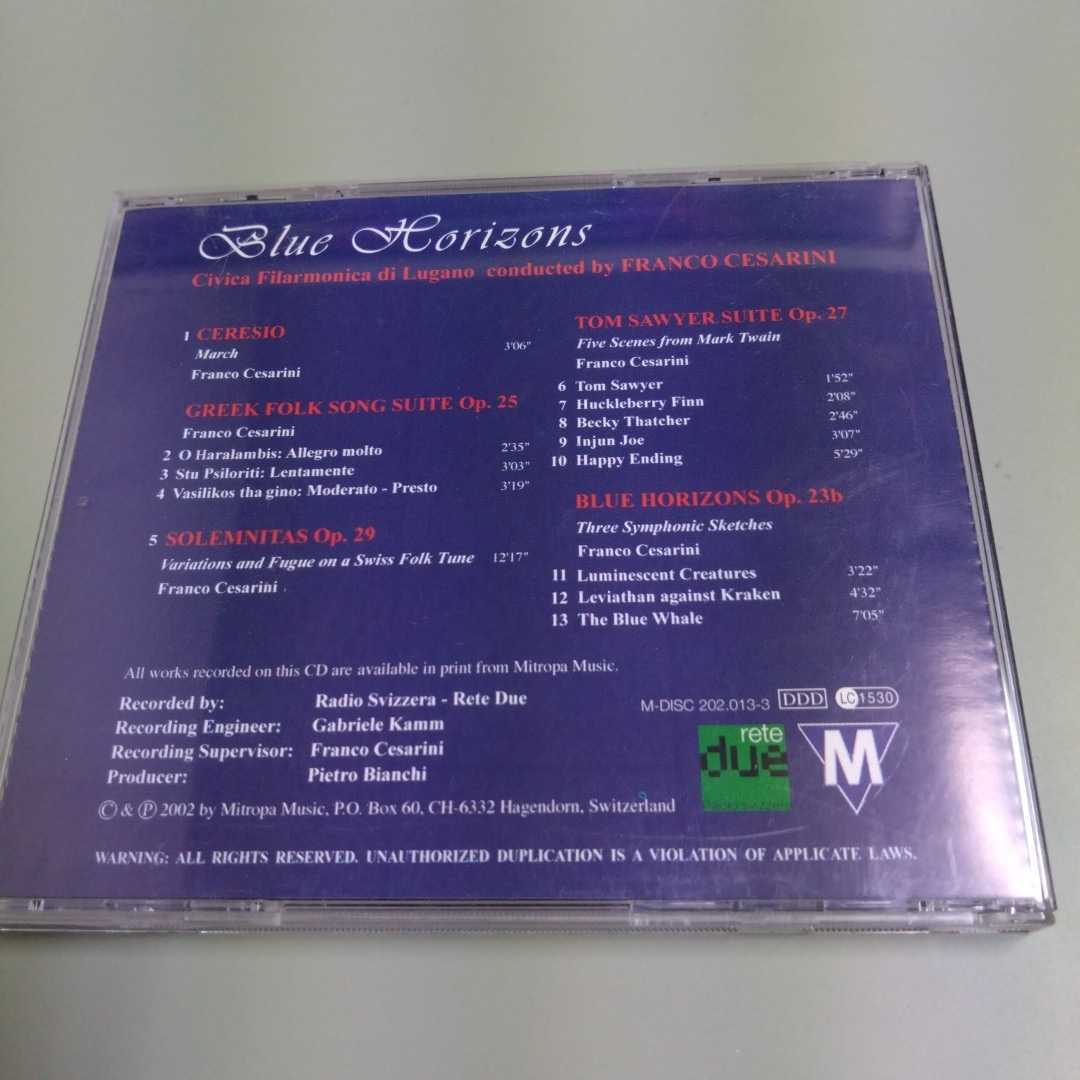 Blue Horizons
Civica Filarmonica di Lugano conducted by FRANCO CESARINI
1 CERESIO
March 3'06"
Franco Cesarini
GREEK FOLK SONG SUITE Op. 25
Franco Cesarini
2 O Haralambis: Allegro molto 2'35"
3 Stu Psiloriti: Lentamente 3'03"
4 Vasilikos tha gino: Moderato - Presto 3'19"
5 SOLEMNITAS Op. 29
Variations and Fugue on a Swiss Folk Tune 12'17"
Franco Cesarini
TOM SAWYER SUITE Op. 27
Five Scenes from Mark Twain
Franco Cesarini
6 Tom Sawyer 1'52"
7 Huckleberry Finn 2'08"
8 Becky Thatcher 2'46"
9 Injun Joe 3'07"
10 Happy Ending 5'29"
BLUE HORIZONS Op. 23b
Three Symphonic Sketches
Franco Cesarini
11 Luminescent Creatures 3'22"
12 Leviathan against Kraken 4'32"
13 The Blue Whale 7'05"
All works recorded on this CD are available in print from Mitropa Music.
Recorded by: Radio Svizzera - Rete Due
Recording Engineer: Gabriele Kamm
Recording Supervisor: Franco Cesarini
Producer: Pietro Bianchi
© & ℗ 2002 by Mitropa Music, P.O. Box 60, CH-6332 Hagendorn, Switzerland
M-DISC 202.013-3 DDD LC 1530
rete
due
M
WARNING: ALL RIGHTS RESERVED. UNAUTHORIZED DUPLICATION IS A VIOLATION OF APPLICATE LAWS.